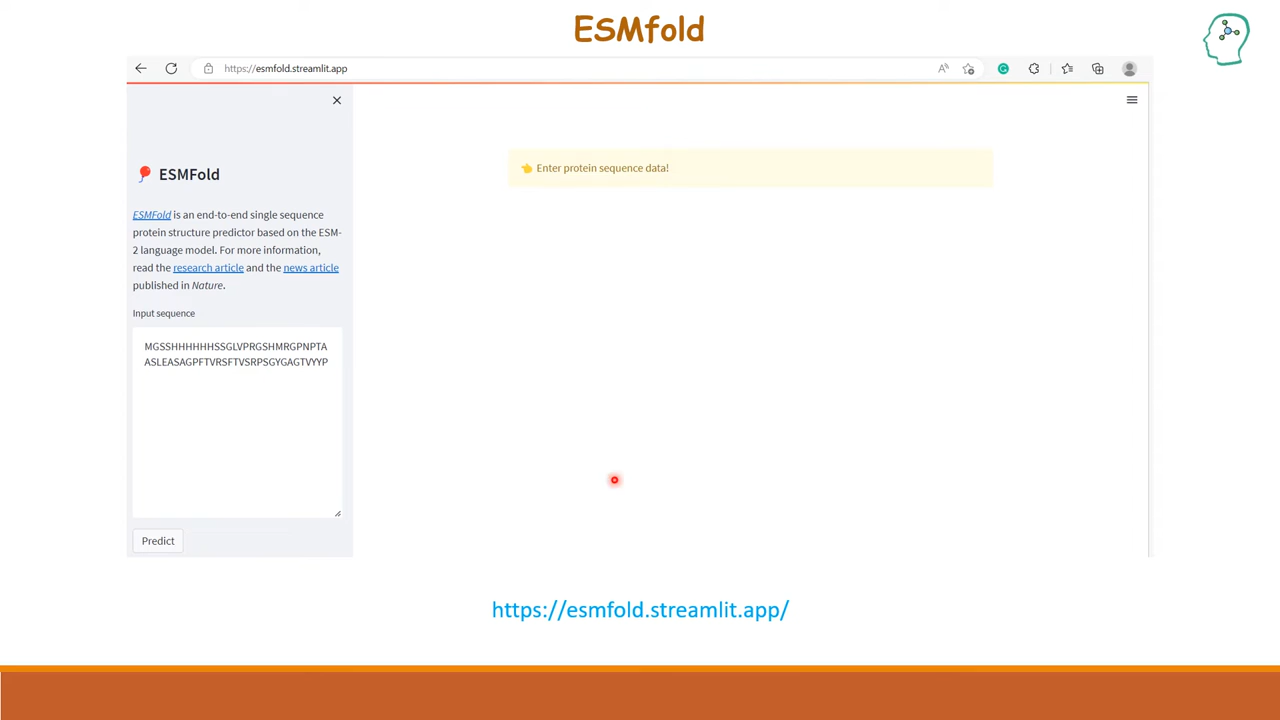 ESMfold
https://esmfold.streamlit.app
ESMFold
ESMFold is an end-to-end single sequence
protein structure predictor based on the ESM-
2 language model. For more information,
read the research article and the news article
published in Nature.
Input sequence
MGSSHHHHHHSSGLVPRGSHMRGPNPTA
ASLEASAGPFTVRSFTVSRPSGYGAGTVYYP
Predict
Enter protein sequence data!
https://esmfold.streamlit.app/